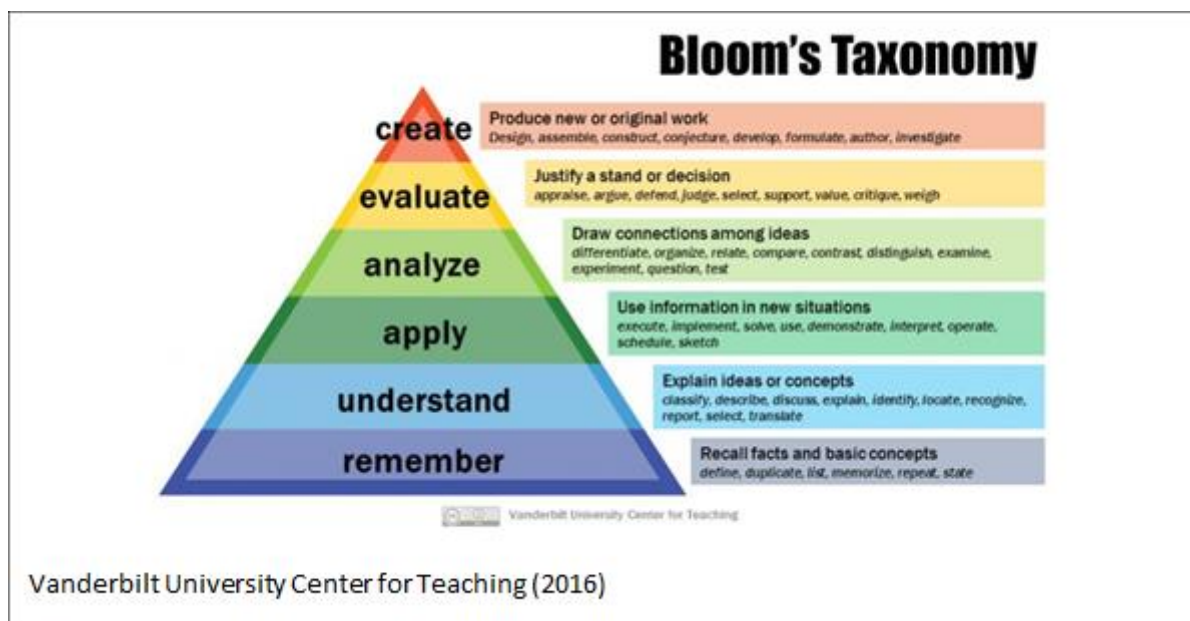 Bloom's Taxonomy
create
Produce new or original work
Design, assemble, construct, conjecture, develop, formulate, author, investigate
evaluate
Justify a stand or decision
appraise, argue, defend, judge, select, support, value, critique, weigh
analyze
Draw connections among ideas
differentiate, organize, relate, compare, contrast, distinguish, examine,
experiment, question, test
apply
Use information in new situations
execute, implement, solve, use, demonstrate, interpret, operate,
schedule, sketch
understand
Explain ideas or concepts
classify, describe, discuss, explain, identify, locate, recognize,
report, select, translate
remember
Recall facts and basic concepts
define, duplicate, list, memorize, repeat, state
Vanderbilt University Center for Teaching
Vanderbilt University Center for Teaching (2016)